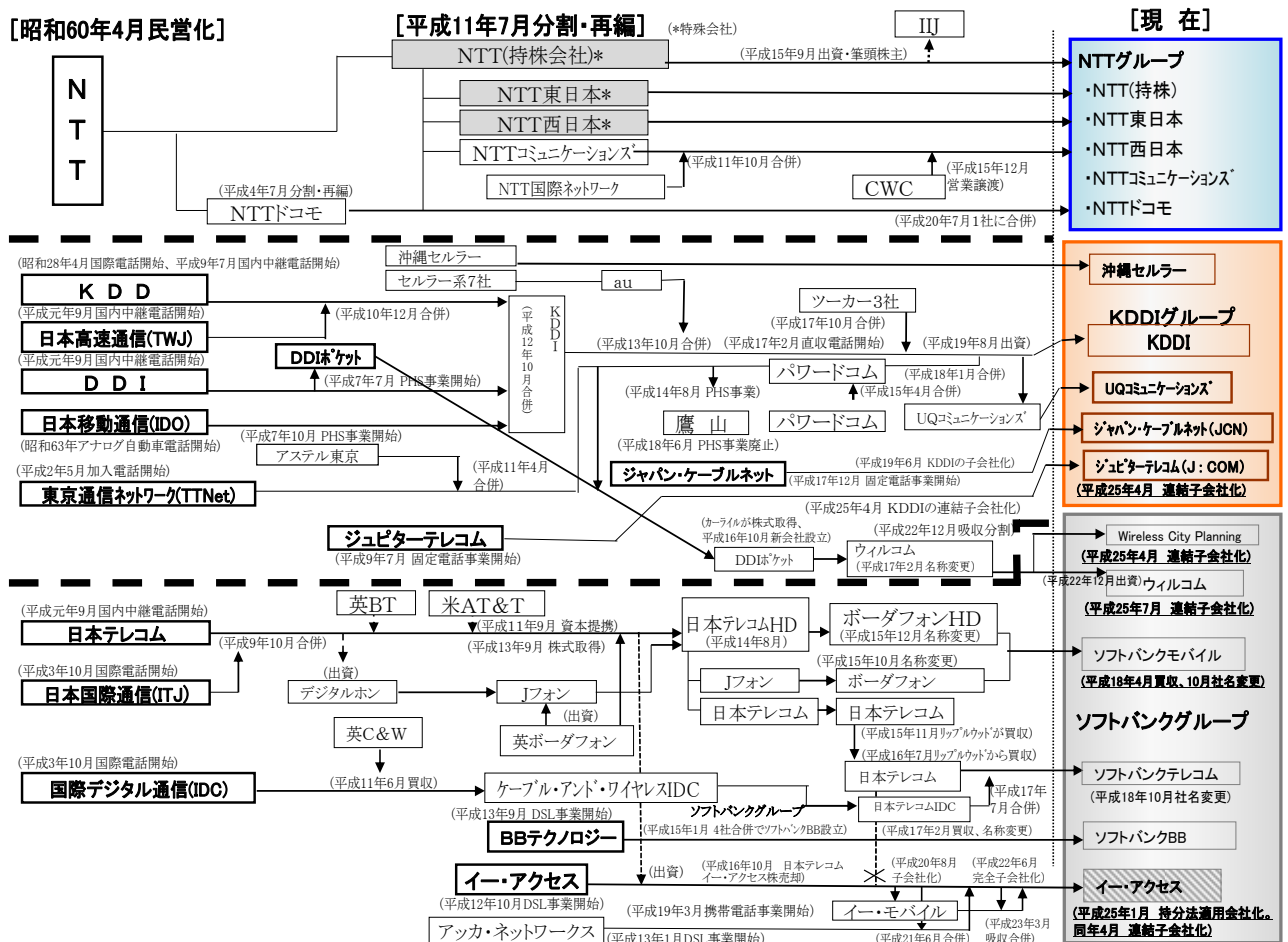 [昭和60年4月民営化]
[平成11年7月分割・再編]
(*特殊会社)
IIJ
[現 在]
NTT
NTT(持株会社)*
(平成15年9月出資・筆頭株主)
NTT東日本*
NTT西日本*
NTTコミュニケーションズ
(平成11年10月合併)
NTT国際ネットワーク
CWC
(平成15年12月
営業譲渡)
(平成4年7月分割・再編)
NTTドコモ
(平成20年7月1社に合併)
NTTグループ
・NTT(持株)
・NTT東日本
・NTT西日本
・NTTコミュニケーションズ
・NTTドコモ
(昭和28年4月国際電話開始、平成9年7月国内中継電話開始)
KDD
(平成元年9月国内中継電話開始)
日本高速通信(TWJ)
(平成元年9月国内中継電話開始)
DDI
日本移動通信(IDO)
(昭和63年アナログ自動車電話開始)
(平成2年5月加入電話開始)
東京通信ネットワーク(TTNet)
沖縄セルラー
セルラー系7社
au
(平成10年12月合併)
DDIポケット
(平成7年7月 PHS事業開始)
(平成7年10月 PHS事業開始)
アステル東京
(平成11年4月
合併)
KDDI
(平成12年10月合併)
(平成13年10月合併)
ツーカー3社
(平成17年10月合併)
(平成17年2月直収電話開始)
(平成19年8月出資)
パワードコム
(平成18年1月合併)
(平成14年8月 PHS事業)
(平成15年4月合併)
鷹山
パワードコム
UQコミュニケーションズ
(平成18年6月 PHS事業廃止)
ジャパン・ケーブルネット
(平成19年6月 KDDIの子会社化)
(平成17年12月 固定電話事業開始)
(平成25年4月 KDDIの連結子会社化)
ジュピターテレコム
(平成9年7月 固定電話事業開始)
(カーライルが株式取得、
平成16年10月新会社設立)
DDIポケット
(平成22年12月吸収分割)
ウィルコム
(平成17年2月名称変更)
(平成22年12月出資)
沖縄セルラー
KDDIグループ
KDDI
UQコミュニケーションズ
ジャパン・ケーブルネット(JCN)
ジュピターテレコム(J:COM)
(平成25年4月 連結子会社化)
Wireless City Planning
(平成25年4月 連結子会社化)
ウィルコム
(平成25年7月 連結子会社化)
(平成元年9月国内中継電話開始)
日本テレコム
(平成9年10月合併)
(平成3年10月国際電話開始)
日本国際通信(ITJ)
英BT
米AT&T
(平成11年9月 資本提携)
(平成13年9月 株式取得)
(出資)
デジタルホン
Jフォン
(出資)
英ボーダフォン
日本テレコムHD
(平成14年8月)
ボーダフォンHD
(平成15年12月名称変更)
(平成15年10月名称変更)
Jフォン
ボーダフォン
日本テレコム
日本テレコム
(平成15年11月リップルウッドが買収)
(平成16年7月リップルウッドから買収)
日本テレコム
英C&W
(平成3年10月国際電話開始)
国際デジタル通信(IDC)
(平成11年6月買収)
ケーブル・アンド・ワイヤレスIDC
ソフトバンクグループ
日本テレコムIDC
(平成17年
7月合併)
(平成13年9月 DSL事業開始)
BBテクノロジー
(平成15年1月 4社合併でソフトバンクBB設立)
(平成17年2月買収、名称変更)
ソフトバンクモバイル
(平成18年4月買収、10月社名変更)
ソフトバンクグループ
ソフトバンクテレコム
(平成18年10月社名変更)
ソフトバンクBB
(出資)
(平成16年10月 日本テレコム
イー・アクセス株売却)
(平成20年8月
子会社化)
(平成22年6月
完全子会社化)
イー・アクセス
(平成12年10月DSL事業開始)
(平成19年3月携帯電話事業開始)
イー・モバイル
(平成23年3月
吸収合併)
アッカ・ネットワークス
(平成13年1月DSL事業開始)
(平成21年6月合併)
イー・アクセス
(平成25年1月 持分法適用会社化。
同年4月 連結子会社化)